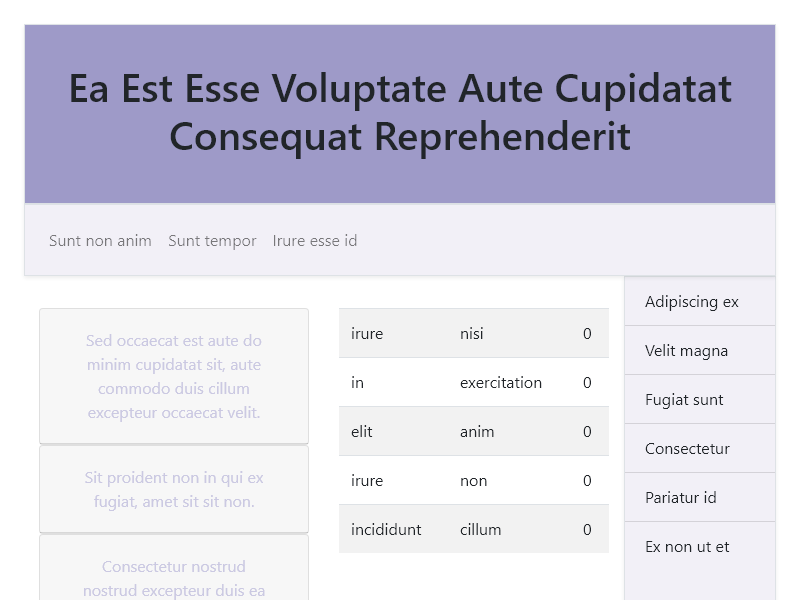 Ea Est Esse Voluptate Aute Cupidatat
Consequat Reprehenderit
Sunt non anim Sunt tempor Irure esse id
Sed occaecat est aute do
minim cupidatat sit, aute
commodo duis cillum
excepteur occaecat velit.
Sit proident non in qui ex
fugiat, amet sit sit non.
Consectetur nostrud
nostrud excepteur duis ea
irure nisi 0
in exercitation 0
elit anim 0
irure non 0
incididunt cillum 0
Adipiscing ex
Velit magna
Fugiat sunt
Consectetur
Pariatur id
Ex non ut et